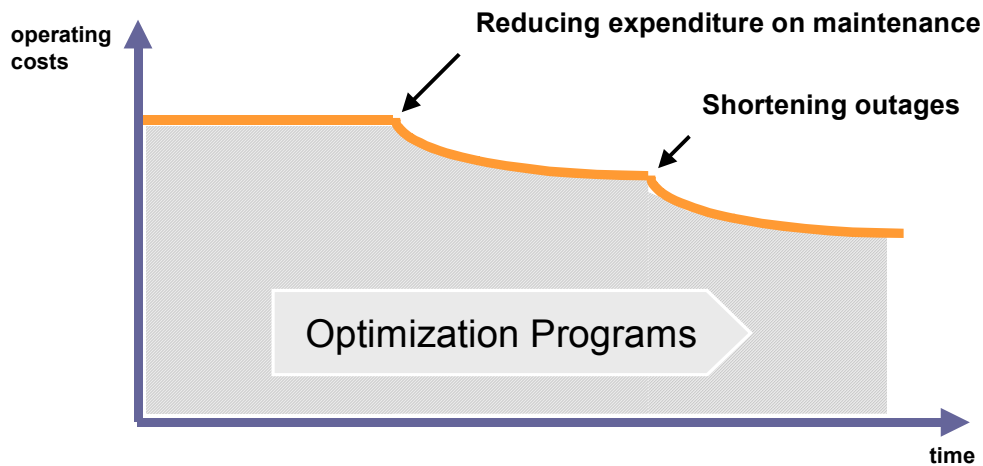 Reducing expenditure on maintenance
operating
costs
Shortening outages
Optimization Programs
time